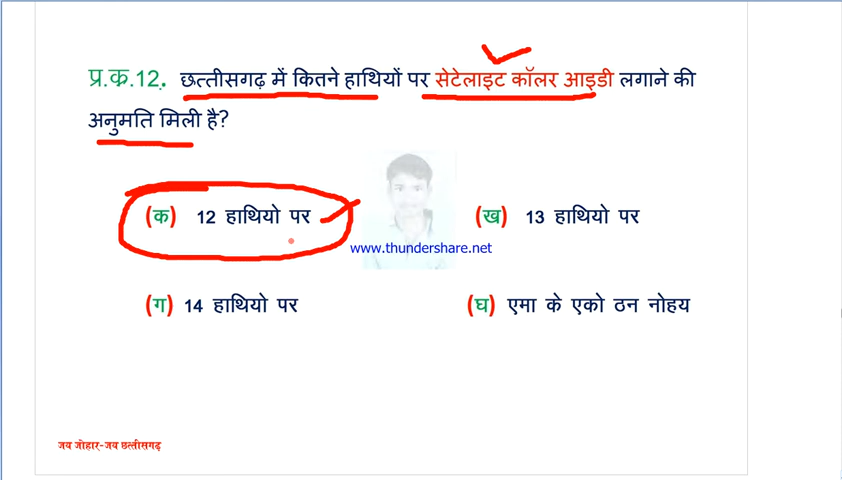 प्र.क्र.12. छत्तीसगढ़ में कितने हाथियों पर सेटेलाइट कॉलर आइडी लगाने की
अनुमति मिली है?
(क) 12 हाथियो पर
(ख) 13 हाथियो पर
www.thundershare.net
(ग) 14 हाथियो पर
(घ) एमा के एको ठन नोहय
जय जोहार-जय छत्तीसगढ़